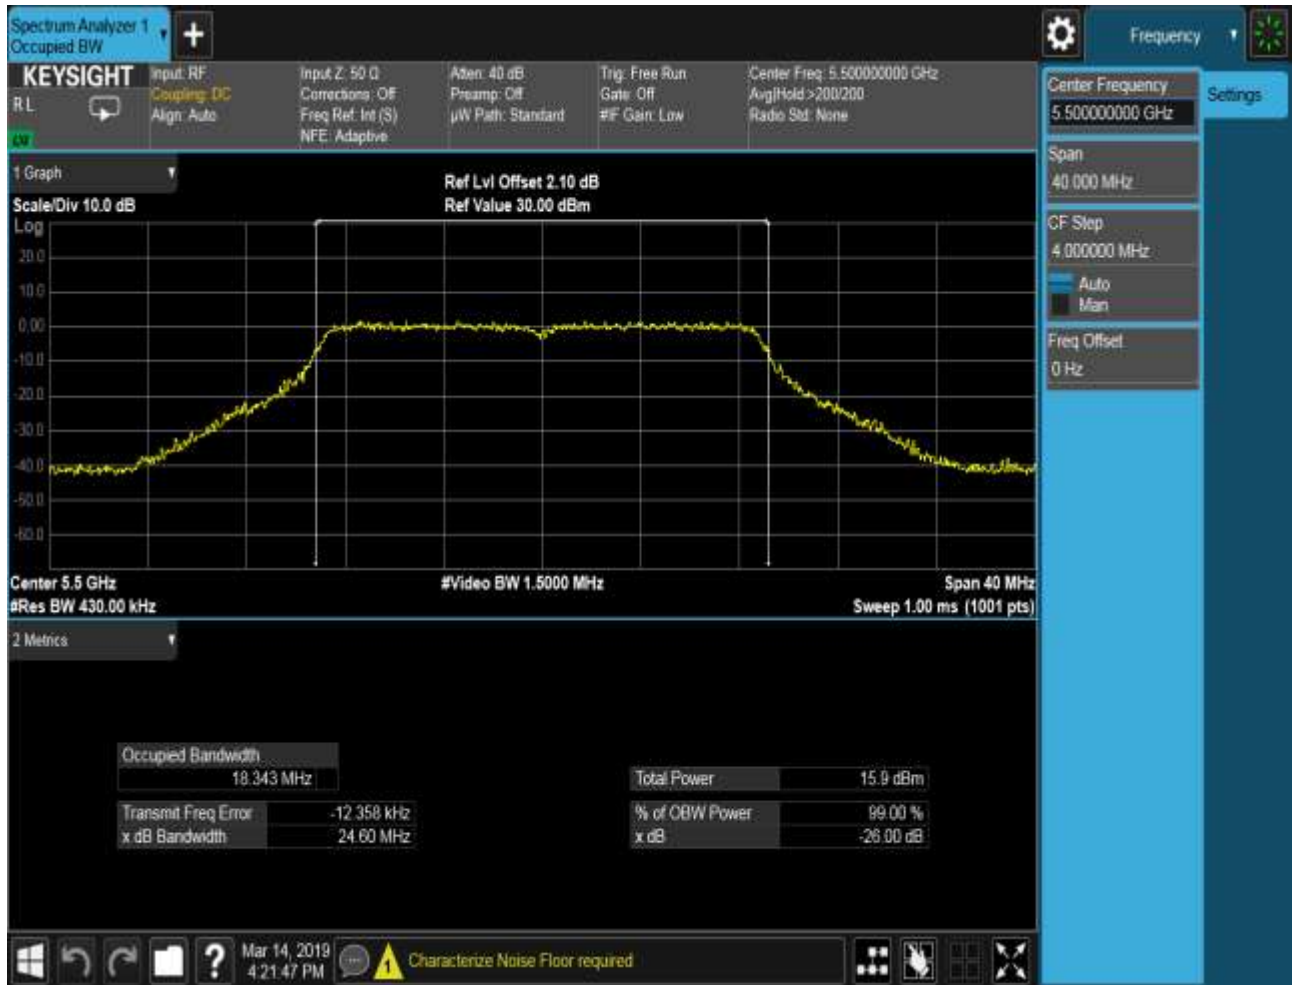 Spectrum Analyzer 1
Occupied BW
Frequency
KEYSIGHT
R L
Input: RF
Coupling: DC
Align: Auto
Input Z: 50 Ω
Corrections: Off
Freq Ref: Int (S)
NFE: Adaptive
Atten: 40 dB
Preamp: Off
µW Path: Standard
Trig: Free Run
Gate: Off
#IF Gain: Low
Center Freq: 5.500000000 GHz
Avg|Hold:>200/200
Radio Std: None
Center Frequency
5.500000000 GHz
Settings
Span
40.000 MHz
CF Step
4.000000 MHz
Auto
Man
Freq Offset
0 Hz
1 Graph
Scale/Div 10.0 dB
Ref Lvl Offset 2.10 dB
Ref Value 30.00 dBm
Log
20.0
10.0
0.00
-10.0
-20.0
-30.0
-40.0
-50.0
-60.0
Center 5.5 GHz
#Video BW 1.5000 MHz
Span 40 MHz
#Res BW 430.00 kHz
Sweep 1.00 ms (1001 pts)
2 Metrics
Occupied Bandwidth
18.343 MHz
Total Power 15.9 dBm
Transmit Freq Error -12.358 kHz
% of OBW Power 99.00 %
x dB Bandwidth 24.60 MHz
x dB -26.00 dB
Mar 14, 2019
4:21:47 PM
1
Characterize Noise Floor required